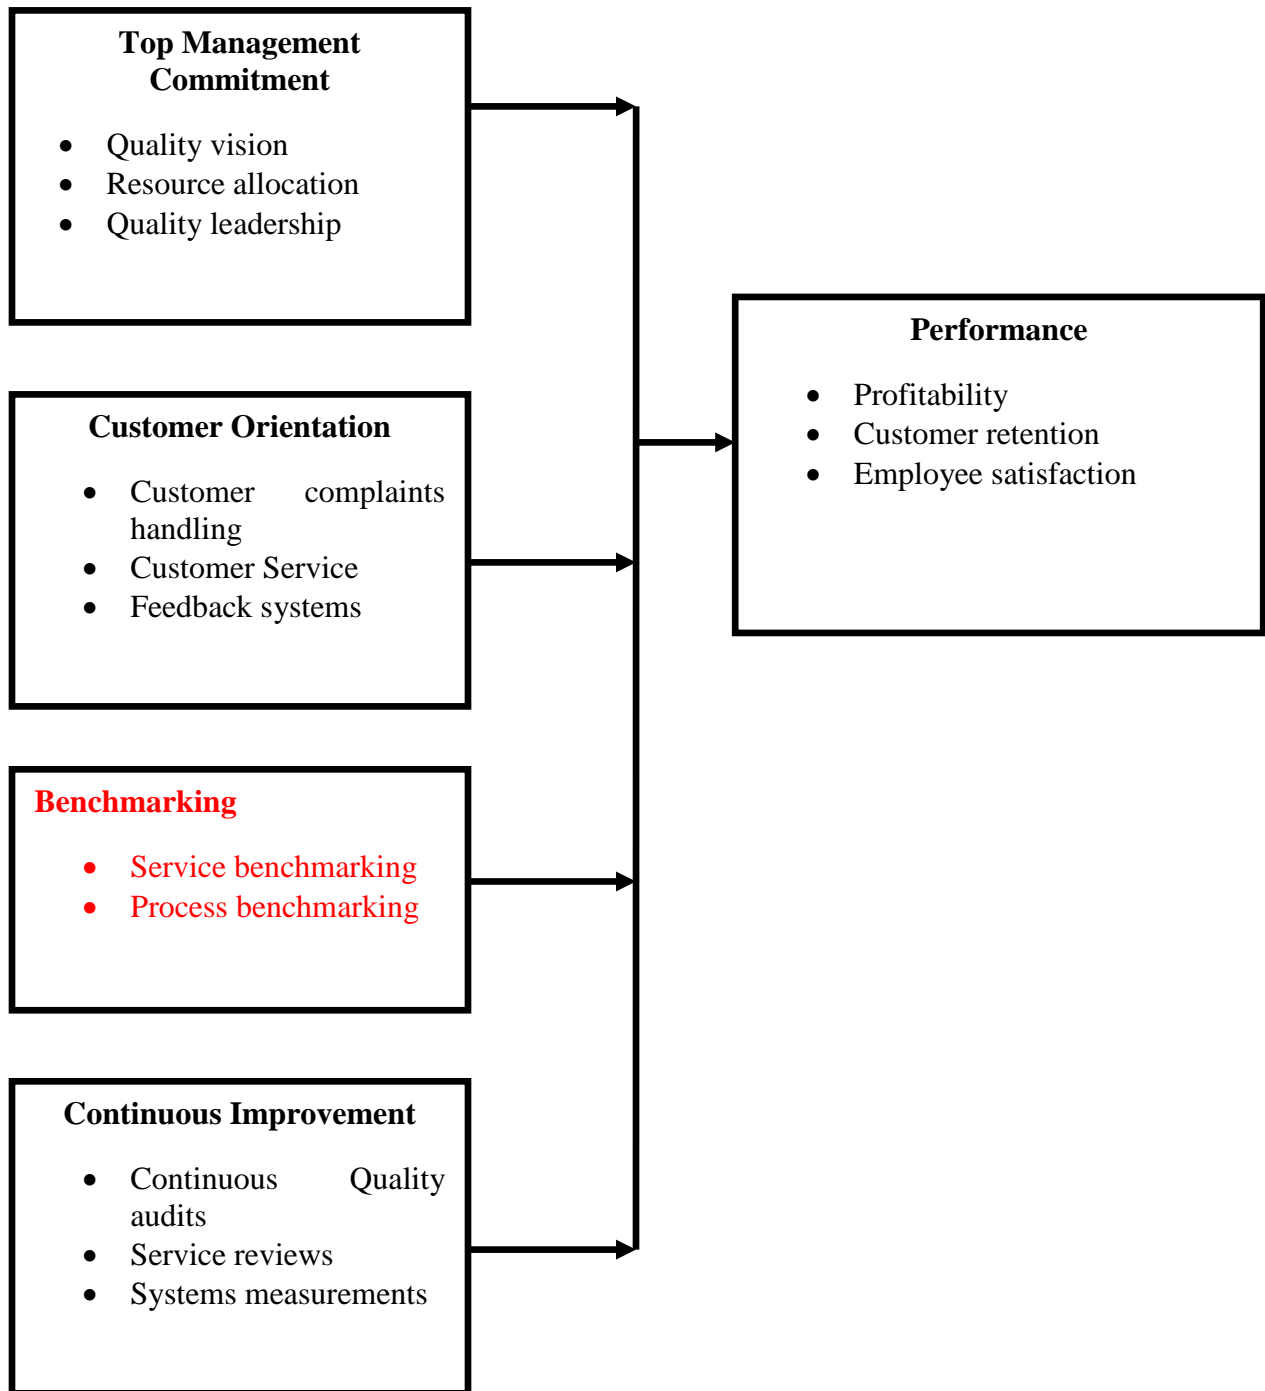 Top Management
Commitment
• Quality vision
• Resource allocation
• Quality leadership
Performance
• Profitability
• Customer retention
• Employee satisfaction
Customer Orientation
• Customer complaints
handling
• Customer Service
• Feedback systems
Benchmarking
• Service benchmarking
• Process benchmarking
Continuous Improvement
• Continuous Quality
audits
• Service reviews
• Systems measurements